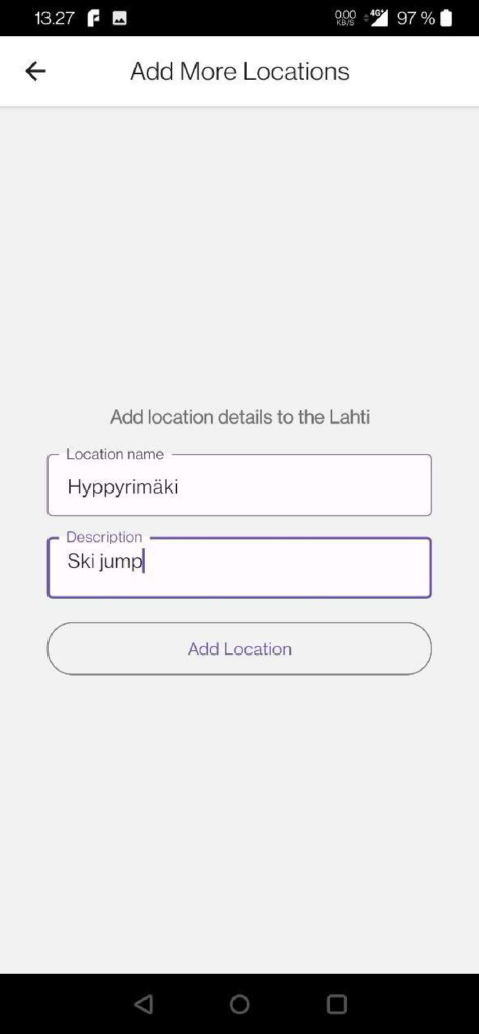 13.27 0.00 KB/S 4G+ 97 %
Add More Locations
Add location details to the Lahti
Location name
Hyppyrimäki
Description
Ski jump
Add Location